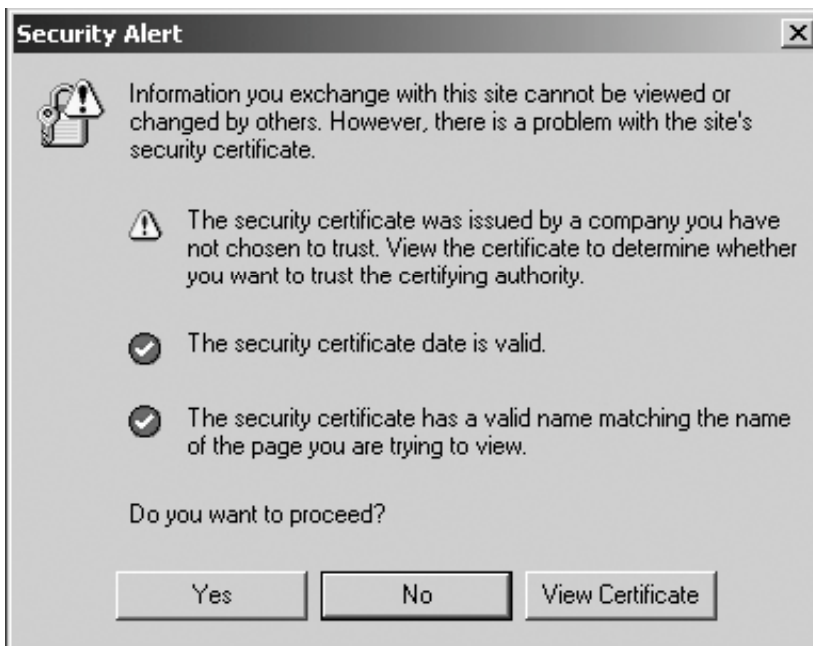 Security Alert
Information you exchange with this site cannot be viewed or
changed by others. However, there is a problem with the site's
security certificate.
The security certificate was issued by a company you have
not chosen to trust. View the certificate to determine whether
you want to trust the certifying authority.
The security certificate date is valid.
The security certificate has a valid name matching the name
of the page you are trying to view.
Do you want to proceed?
Yes
No
View Certificate